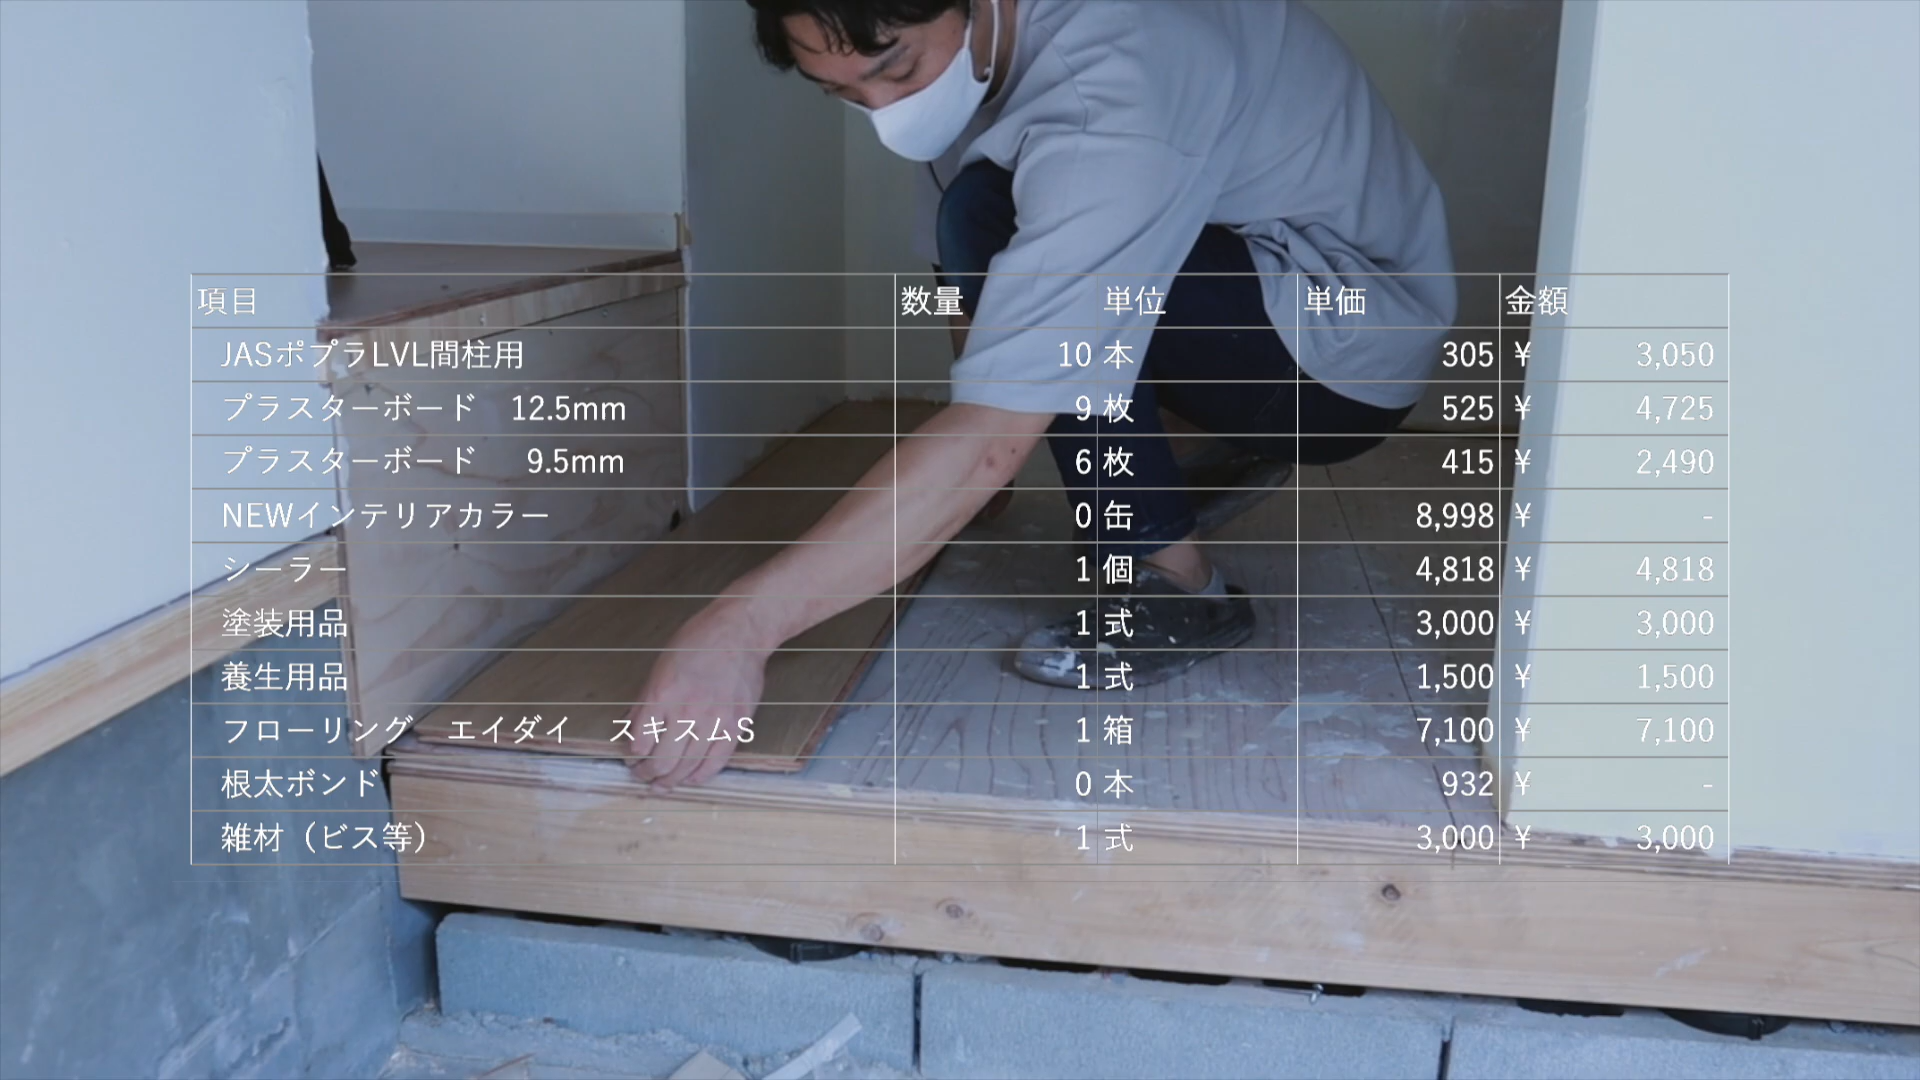 項目 数量 単位 単価 金額
JASポプラLVL間柱用 10 本 305 ¥ 3,050
プラスターボード　12.5mm 9 枚 525 ¥ 4,725
プラスターボード　 9.5mm 6 枚 415 ¥ 2,490
NEWインテリアカラー 0 缶 8,998 ¥ -
シーラー 1 個 4,818 ¥ 4,818
塗装用品 1 式 3,000 ¥ 3,000
養生用品 1 式 1,500 ¥ 1,500
フローリング　エイダイ　スキスムS 1 箱 7,100 ¥ 7,100
根太ボンド 0 本 932 ¥ -
雑材（ビス等） 1 式 3,000 ¥ 3,000